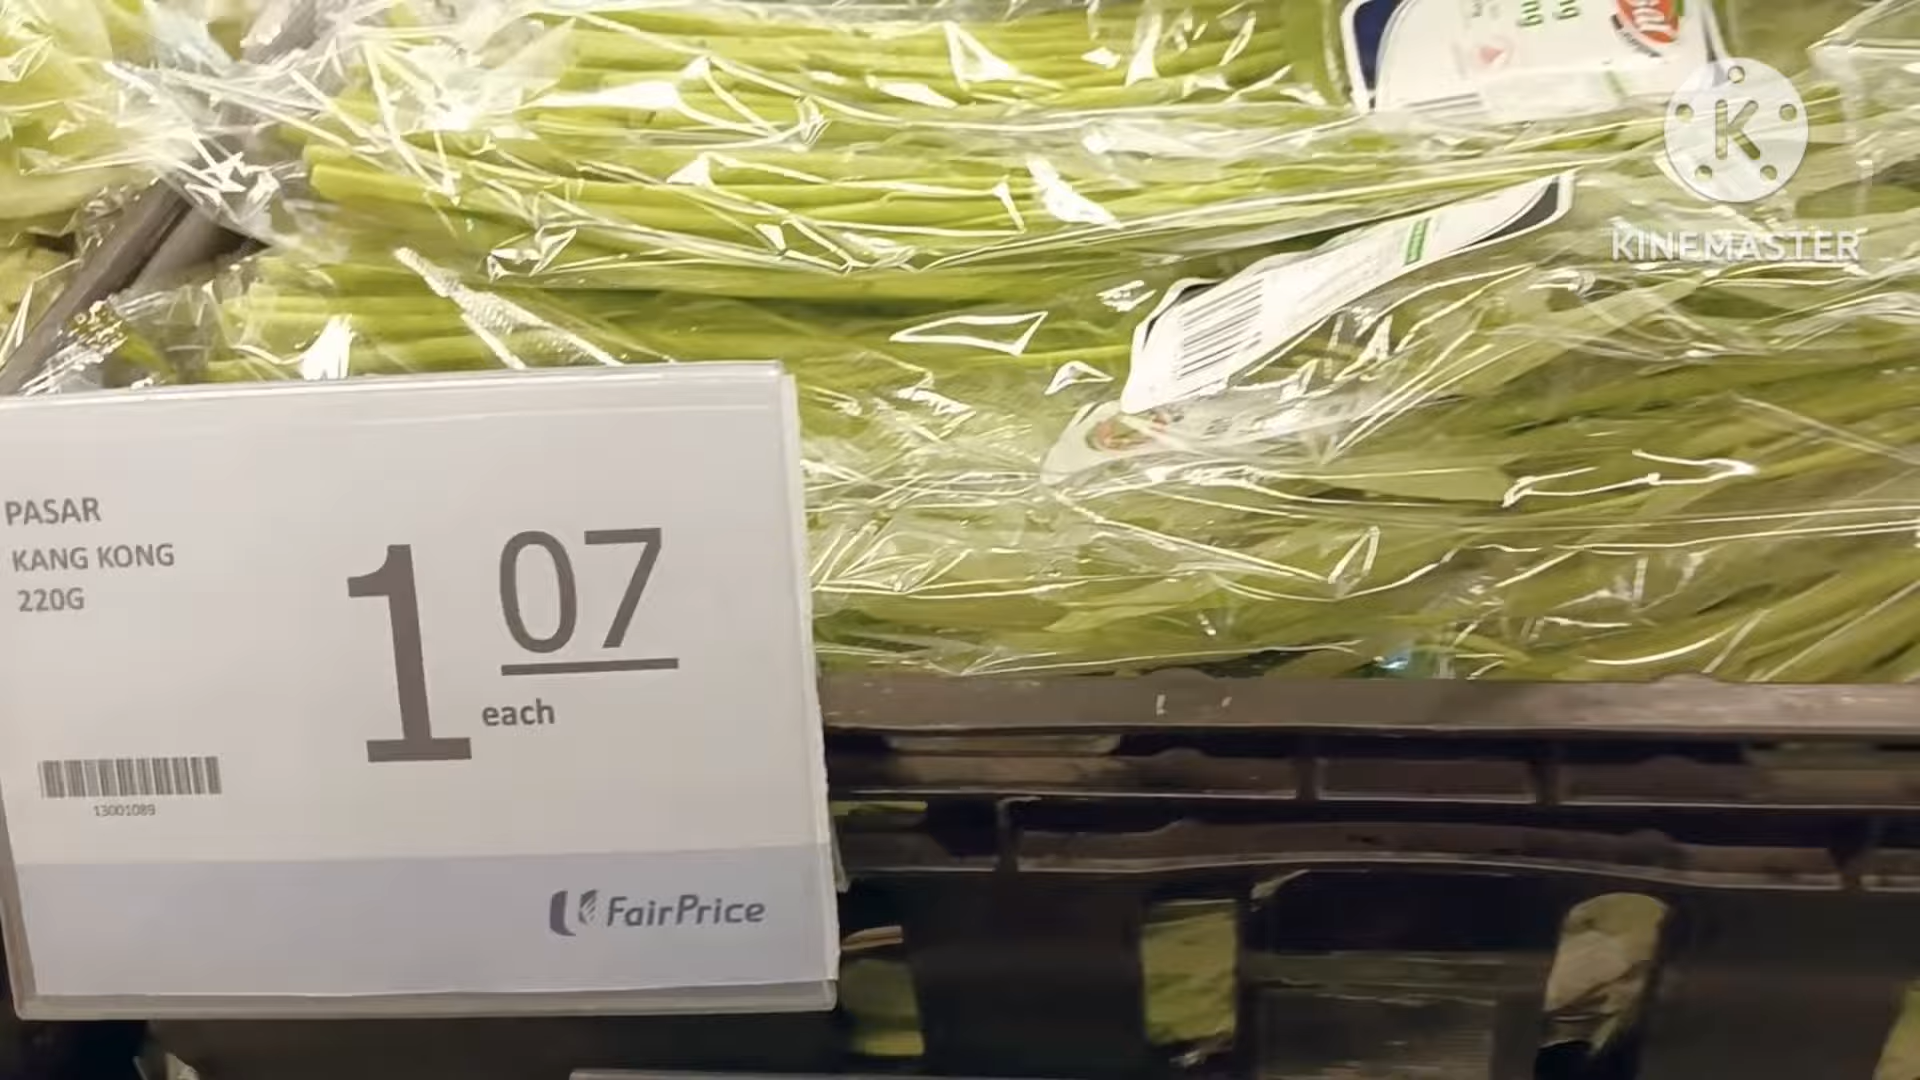 KINEMASTER
PASAR
KANG KONG
220G
1 07
each
13001089
FairPrice